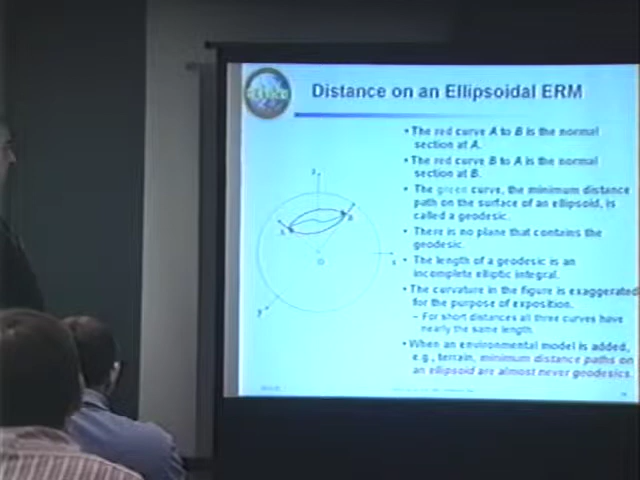 Distance on an Ellipsoidal ERM
• The red curve A to B is the normal
section at A.
• The red curve B to A is the normal
section at B.
• The green curve, the minimum distance
path on the surface of an ellipsoid, is
called a geodesic.
• There is no plane that contains the
geodesic.
• The length of a geodesic is an
incomplete elliptic integral.
• The curvature in the figure is exaggerated
for the purpose of exposition.
– For short distances all three curves have
nearly the same length.
• When an environmental model is added,
e.g., terrain, minimum distance paths on
an ellipsoid are almost never geodesics.
A
B
x